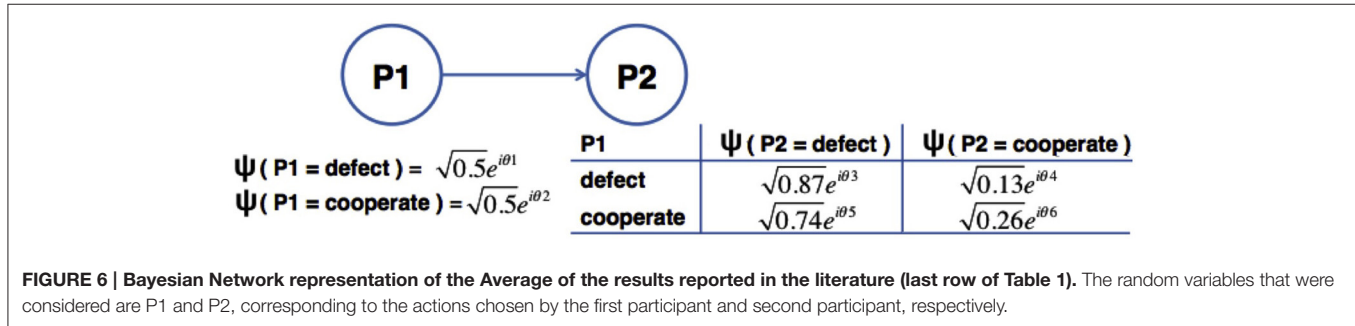 P1
P2
Ψ( P1 = defect ) = √0.5e^{iθ1}
Ψ( P1 = cooperate ) = √0.5e^{iθ2}
P1 Ψ( P2 = defect ) Ψ( P2 = cooperate )
defect √0.87e^{iθ3} √0.13e^{iθ4}
cooperate √0.74e^{iθ5} √0.26e^{iθ6}
FIGURE 6 | Bayesian Network representation of the Average of the results reported in the literature (last row of Table 1). The random variables that were
considered are P1 and P2, corresponding to the actions chosen by the first participant and second participant, respectively.